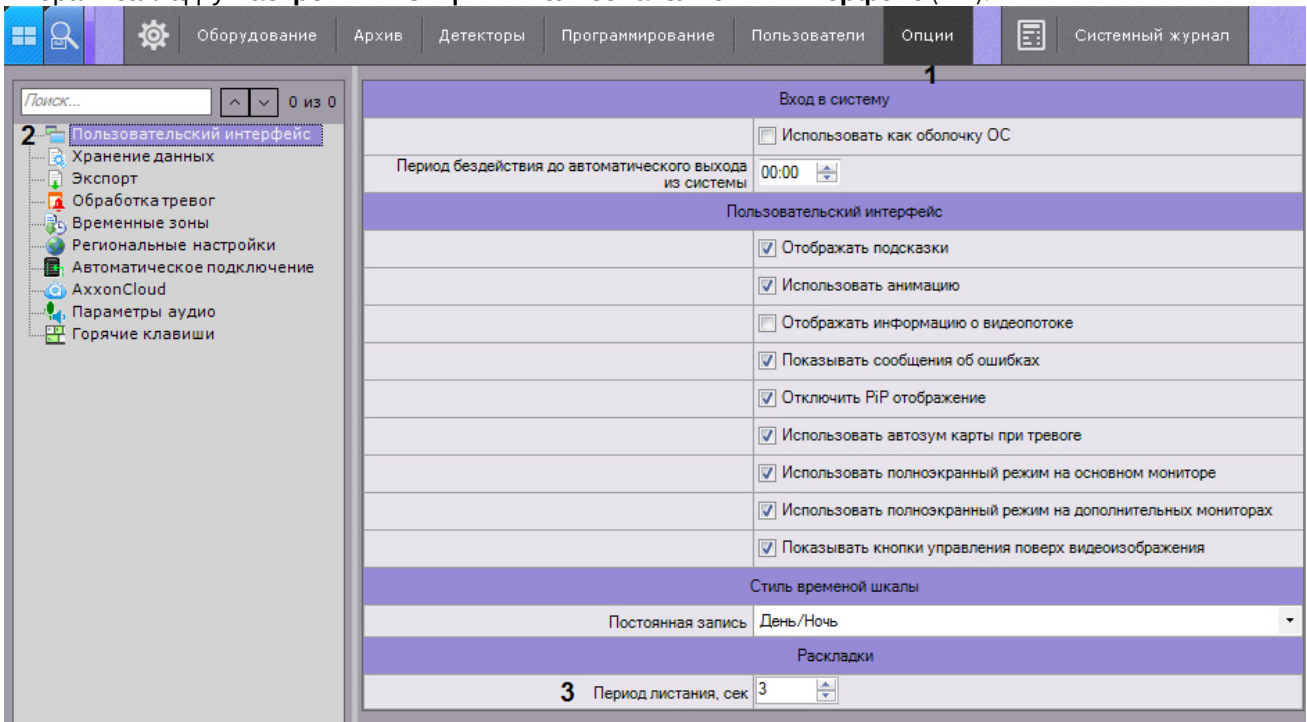 Оборудование Архив Детекторы Программирование Пользователи Опции Системный журнал
1
Поиск... 0 из 0
2 Пользовательский интерфейс
Хранение данных
Экспорт
Обработка тревог
Временные зоны
Региональные настройки
Автоматическое подключение
AxxonCloud
Параметры аудио
Горячие клавиши
Вход в систему
Использовать как оболочку ОС
Период бездействия до автоматического выхода
из системы 00:00
Пользовательский интерфейс
Отображать подсказки
Использовать анимацию
Отображать информацию о видеопотоке
Показывать сообщения об ошибках
Отключить PiP отображение
Использовать автозум карты при тревоге
Использовать полноэкранный режим на основном мониторе
Использовать полноэкранный режим на дополнительных мониторах
Показывать кнопки управления поверх видеоизображения
Стиль временой шкалы
Постоянная запись День/Ночь
Раскладки
3 Период листания, сек 3